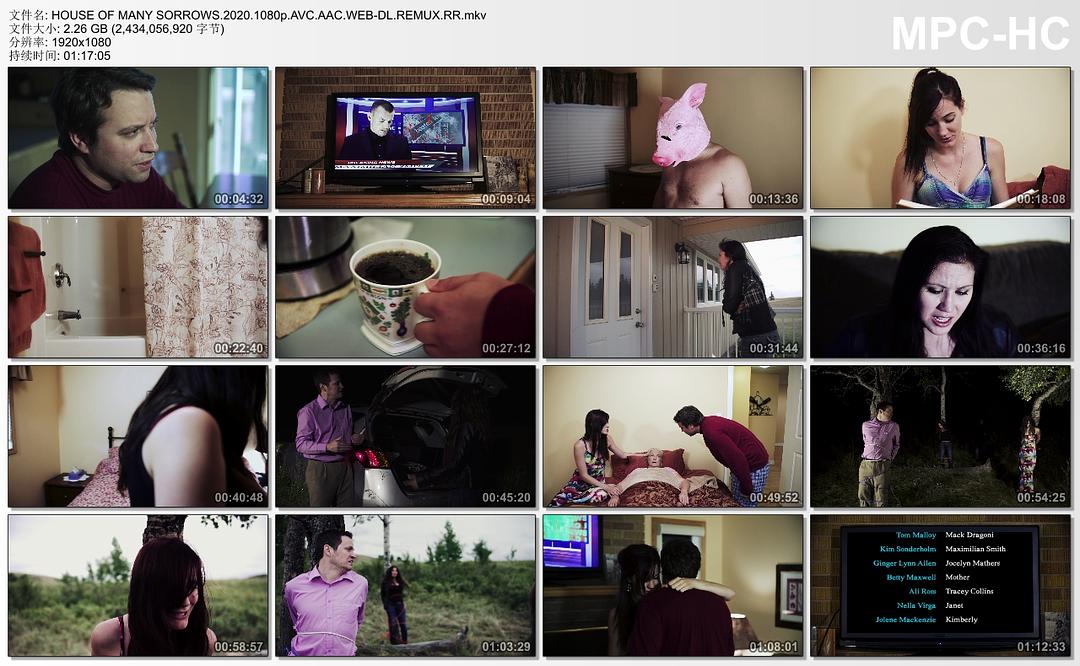 文件名: HOUSE OF MANY SORROWS.2020.1080p.AVC.AAC.WEB-DL.REMUX.RR.mkv
文件大小: 2.26 GB (2,434,056,920 字节)
分辨率: 1920x1080
持续时间: 01:17:05
MPC-HC
00:04:32
00:09:04
00:13:36
00:18:08
00:22:40
00:27:12
00:31:44
00:36:16
00:40:48
00:45:20
00:49:52
00:54:25
00:58:57
01:03:29
01:08:01
Tom Malloy Mack Dragoni
Kim Sonderholm Maximilian Smith
Ginger Lynn Allen Jocelyn Mathers
Betty Maxwell Mother
Ali Ross Tracey Collins
Nella Virga Janet
Jolene Mackenzie Kimberly
01:12:33